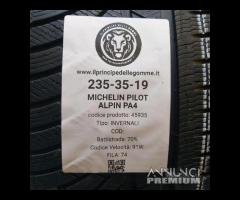 www.ilprincipedellegomme.it
235-35-19
MICHELIN PILOT
ALPIN PA4
codice prodotto: 45935
Tipo: INVERNALI
COD:
Battistrada: 70%
Codice Velocità: 91W
FILA: 74
ANNUNCI
PREMIUM